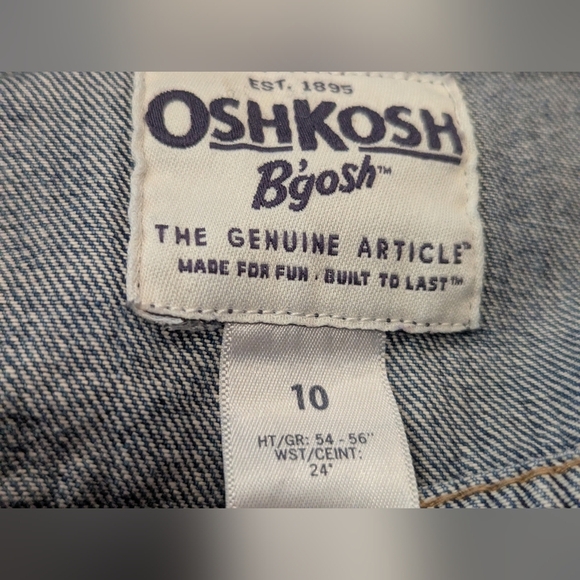 EST. 1895
OSHKOSH
B'gosh™
THE GENUINE ARTICLE™
MADE FOR FUN · BUILT TO LAST™
10
HT/GR: 54 - 56"
WST/CEINT:
24"